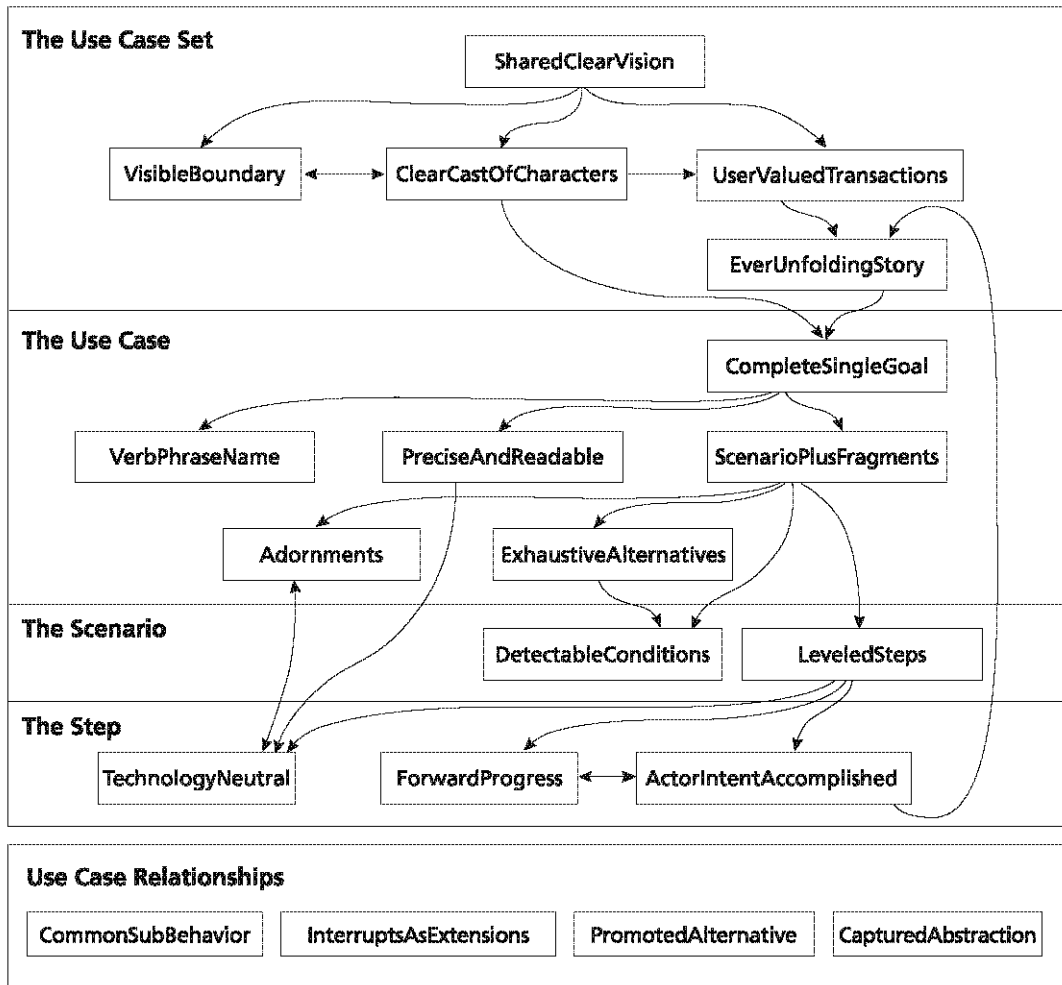 The Use Case Set
SharedClearVision
VisibleBoundary
ClearCastOfCharacters
UserValuedTransactions
EverUnfoldingStory
The Use Case
CompleteSingleGoal
VerbPhraseName
PreciseAndReadable
ScenarioPlusFragments
Adornments
ExhaustiveAlternatives
The Scenario
DetectableConditions
LeveledSteps
The Step
TechnologyNeutral
ForwardProgress
ActorIntentAccomplished
Use Case Relationships
CommonSubBehavior
InterruptsAsExtensions
PromotedAlternative
CapturedAbstraction